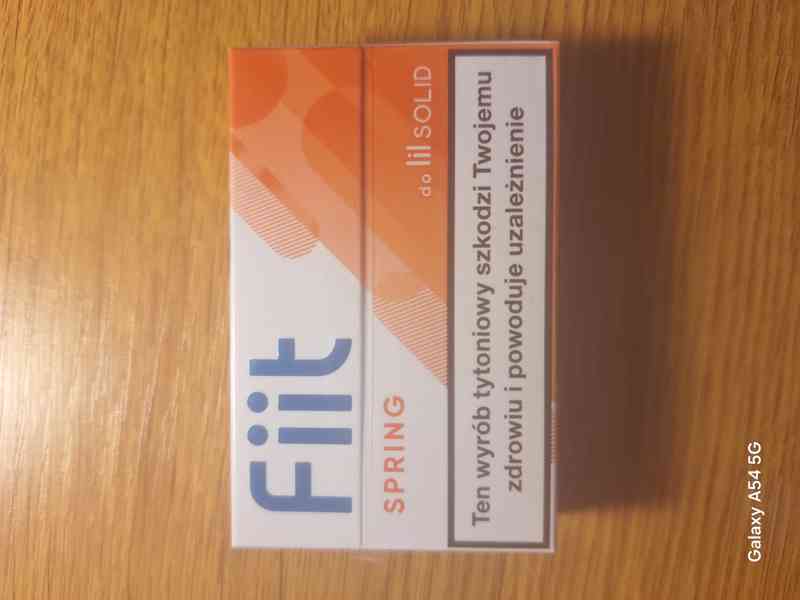 Fiit
SPRING
do lil SOLID
Ten wyrób tytoniowy szkodzi Twojemu
zdrowiu i powoduje uzależnienie
Galaxy A54 5G